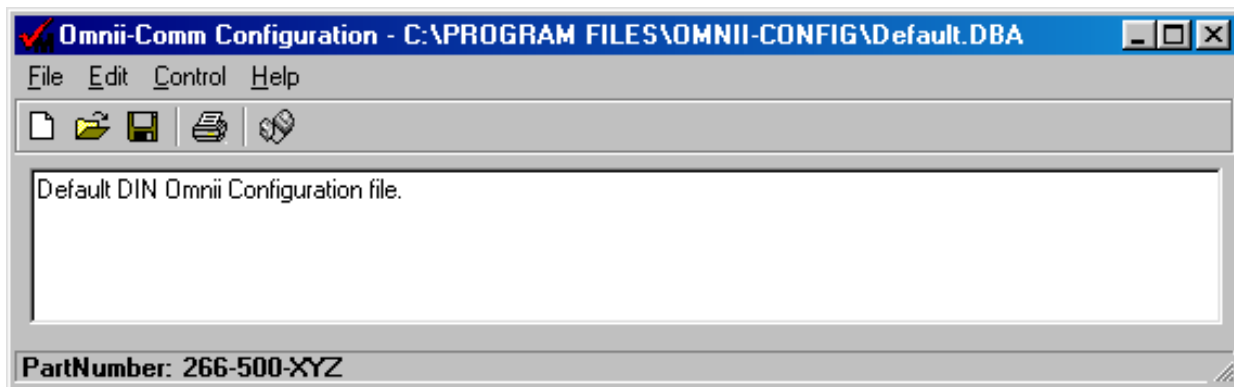 Omnii-Comm Configuration - C:\PROGRAM FILES\OMNII-CONFIG\Default.DBA
File Edit Control Help
Default DIN Omnii Configuration file.
PartNumber: 266-500-XYZ